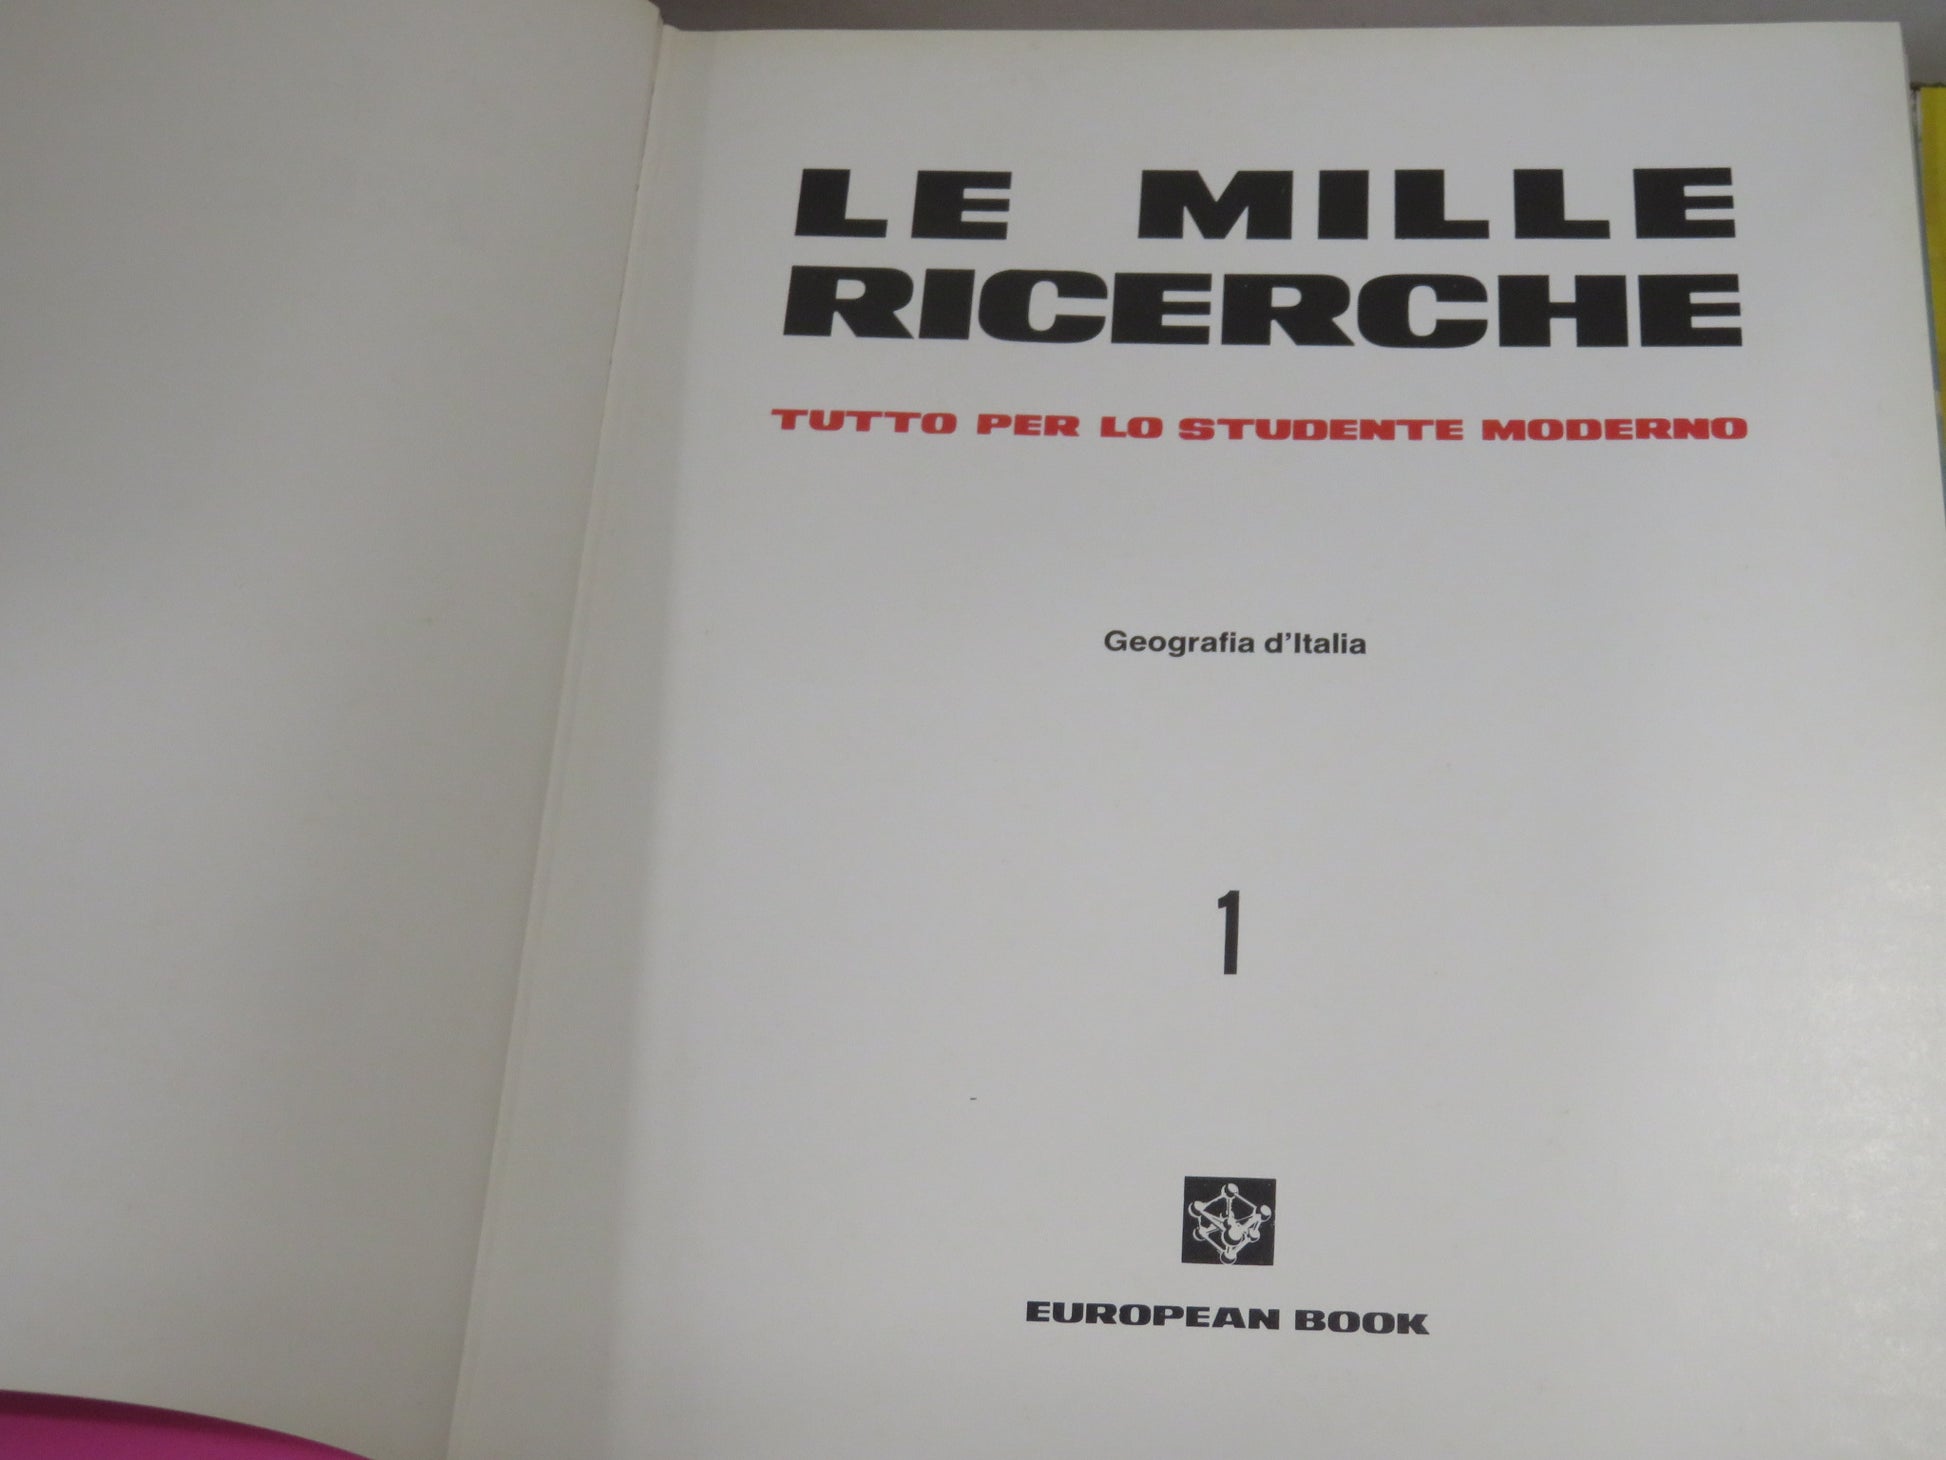 LE MILLE
RICERCHE
TUTTO PER LO STUDENTE MODERNO
Geografia d'Italia
1
EUROPEAN BOOK